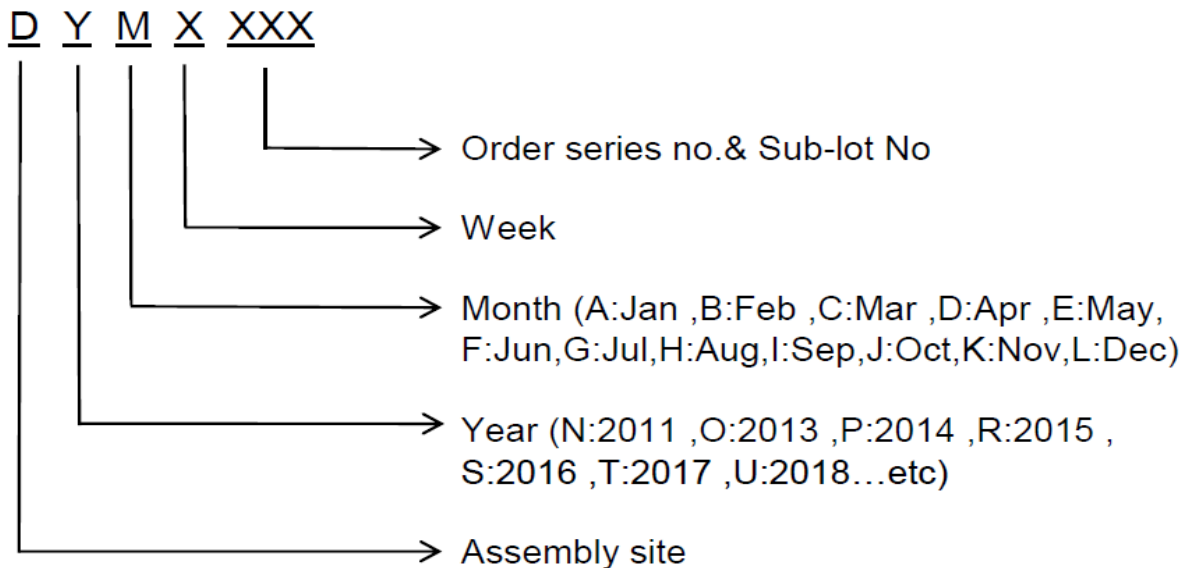 D Y M X XXX
Order series no.& Sub-lot No
Week
Month (A:Jan ,B:Feb ,C:Mar ,D:Apr ,E:May,
F:Jun,G:Jul,H:Aug,I:Sep,J:Oct,K:Nov,L:Dec)
Year (N:2011 ,O:2013 ,P:2014 ,R:2015 ,
S:2016 ,T:2017 ,U:2018...etc)
Assembly site